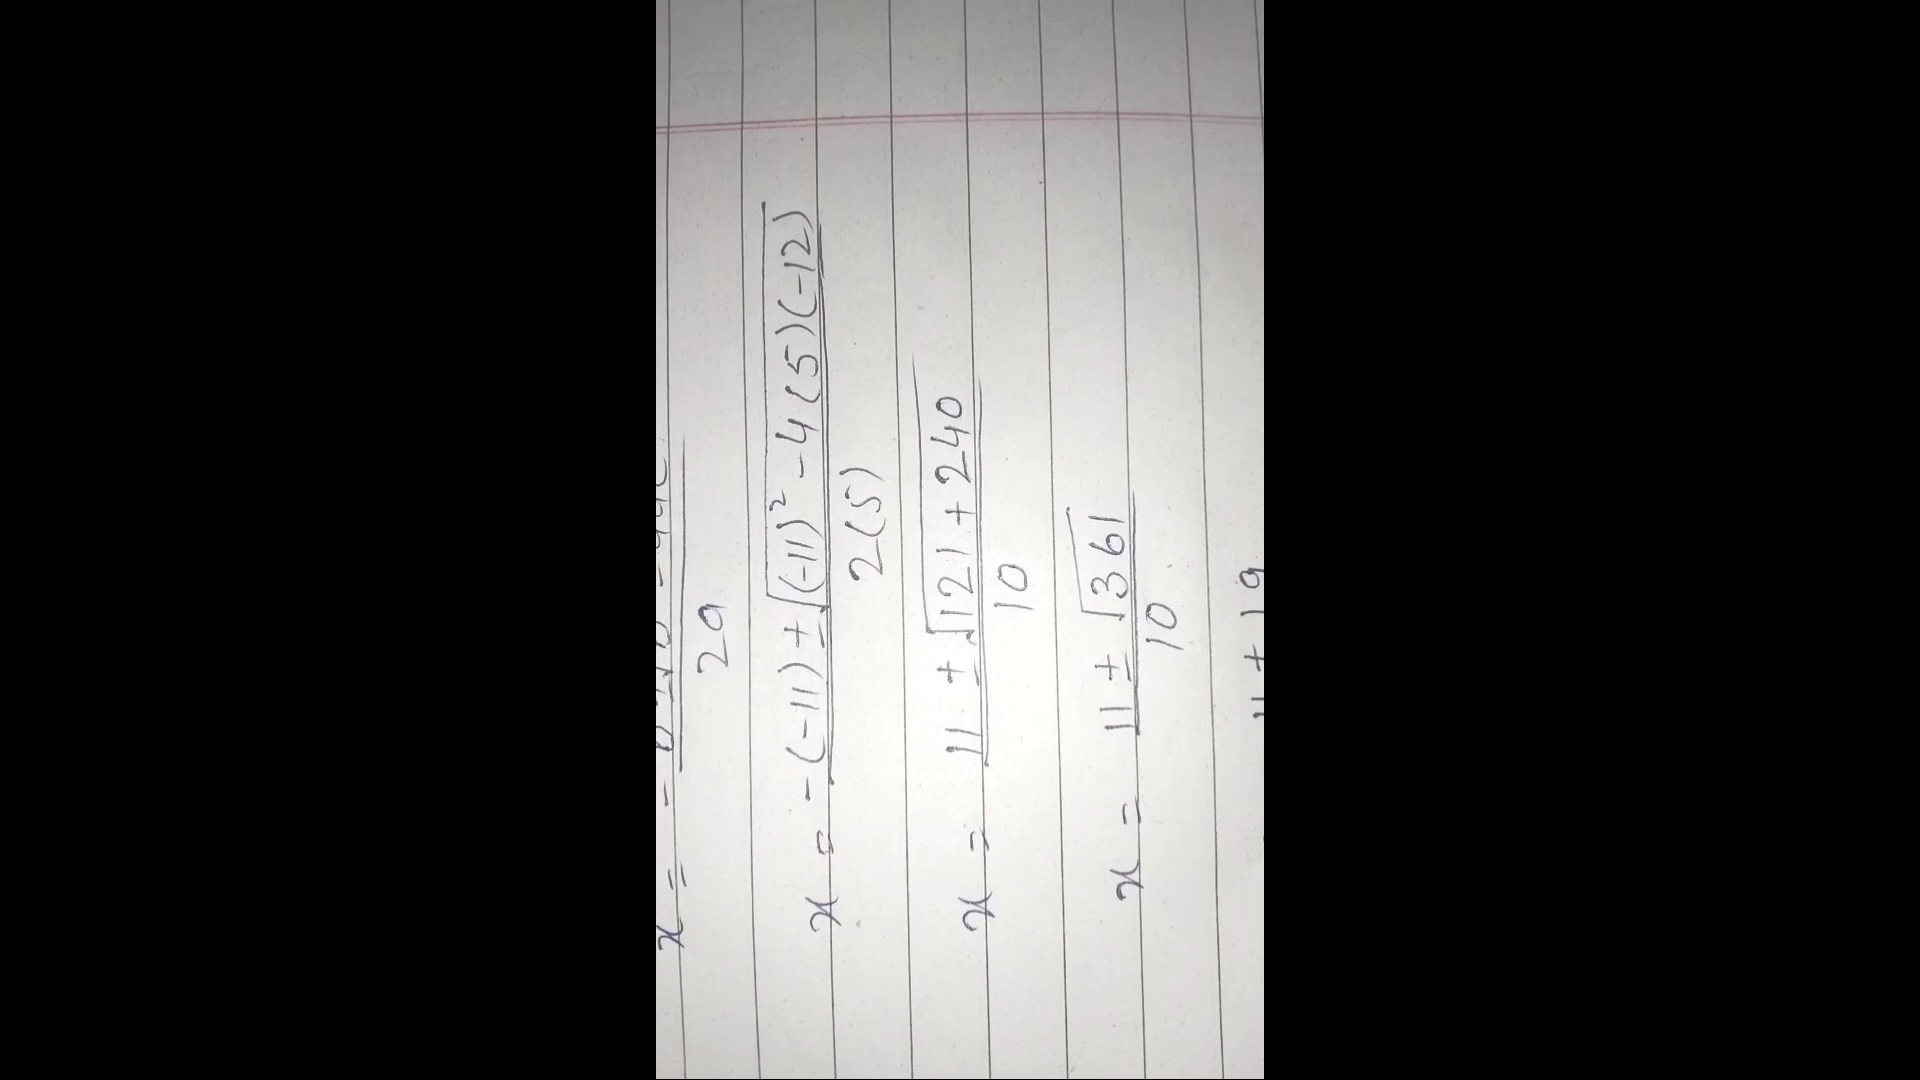 x = -b ± √b² - 4ac
2a
x = -(-11) ± √(-11)² - 4(5)(-12)
2(5)
x = 11 ± √121 + 240
10
x = 11 ± √361
10
11 ± 19